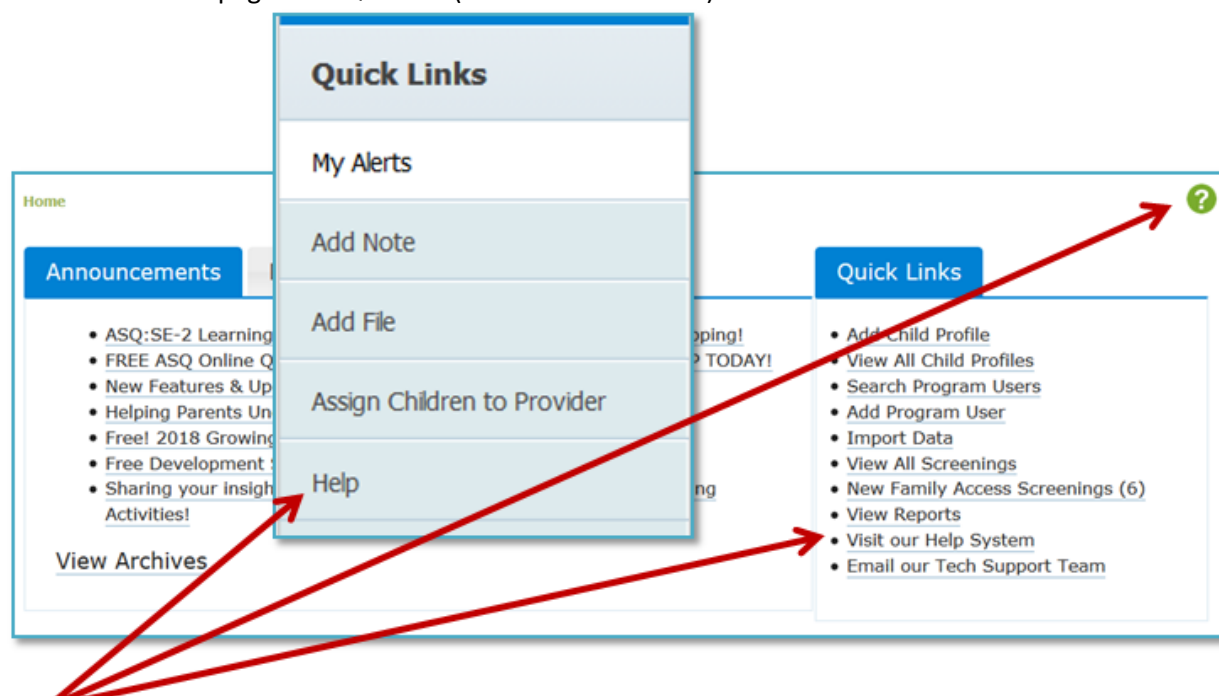 Quick Links
My Alerts
Add Note
Add File
Assign Children to Provider
Help
Home
Announcements
ASQ:SE-2 Learning
FREE ASQ Online Q TODAY!
New Features & Up
Helping Parents Un
Free! 2018 Growing
Free Development
Sharing your insigh ng
Activities!
View Archives
Quick Links
Add Child Profile
View All Child Profiles
Search Program Users
Add Program User
Import Data
View All Screenings
New Family Access Screenings (6)
View Reports
Visit our Help System
Email our Tech Support Team